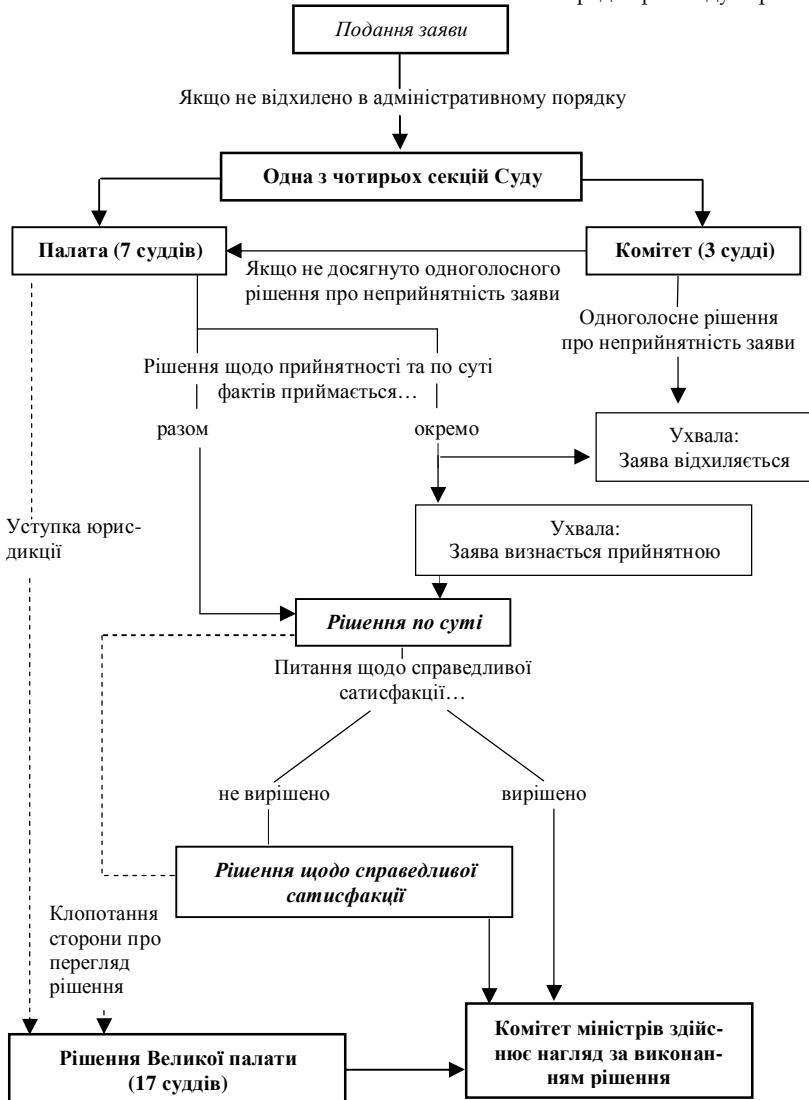 Подання заяви
Якщо не відхилено в адміністративному порядку
Одна з чотирьох секцій Суду
Палата (7 суддів)
Комітет (3 судді)
Якщо не досягнуто одноголосного
рішення про неприйнятність заяви
Одноголосне рішення
про неприйнятність заяви
Рішення щодо прийнятності та по суті
фактів приймається…
разом
окремо
Ухвала:
Заява відхиляється
Уступка юрис-
дикції
Ухвала:
Заява визнається прийнятною
Рішення по суті
Питання щодо справедливої
сатисфакції…
не вирішено
вирішено
Рішення щодо справедливої
сатисфакції
Клопотання
сторони про
перегляд
рішення
Рішення Великої палати
(17 суддів)
Комітет міністрів здійс-
нює нагляд за виконан-
ням рішення